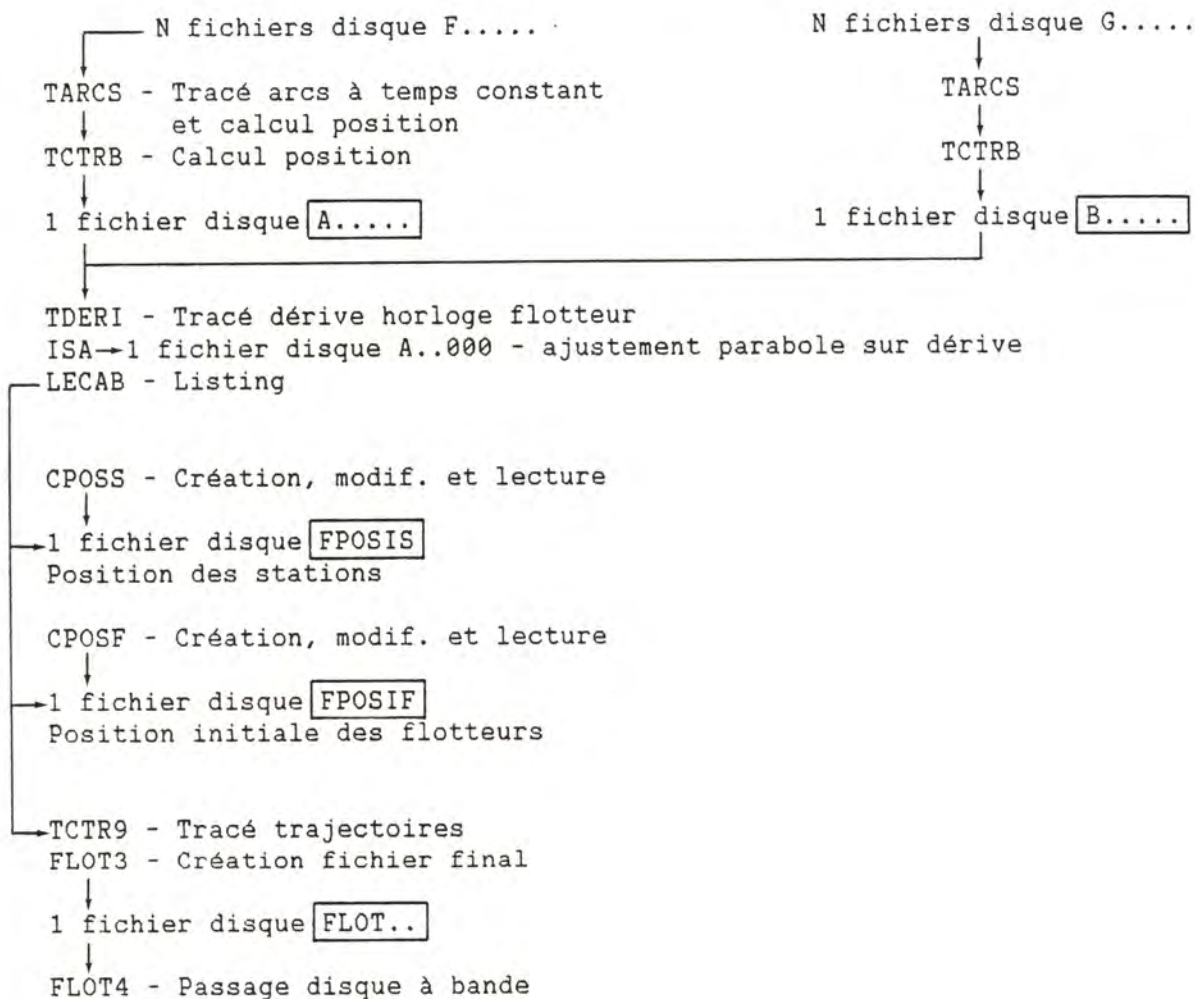 N fichiers disque F.....
N fichiers disque G.....
TARCS - Tracé arcs à temps constant
et calcul position
TARCS
TCTRB - Calcul position
TCTRB
1 fichier disque A.....
1 fichier disque B.....
TDERI - Tracé dérive horloge flotteur
ISA→1 fichier disque A..000 - ajustement parabole sur dérive
LECAB - Listing
CPOSS - Création, modif. et lecture
1 fichier disque FPOSIS
Position des stations
CPOSF - Création, modif. et lecture
1 fichier disque FPOSIF
Position initiale des flotteurs
TCTR9 - Tracé trajectoires
FLOT3 - Création fichier final
1 fichier disque FLOT..
FLOT4 - Passage disque à bande